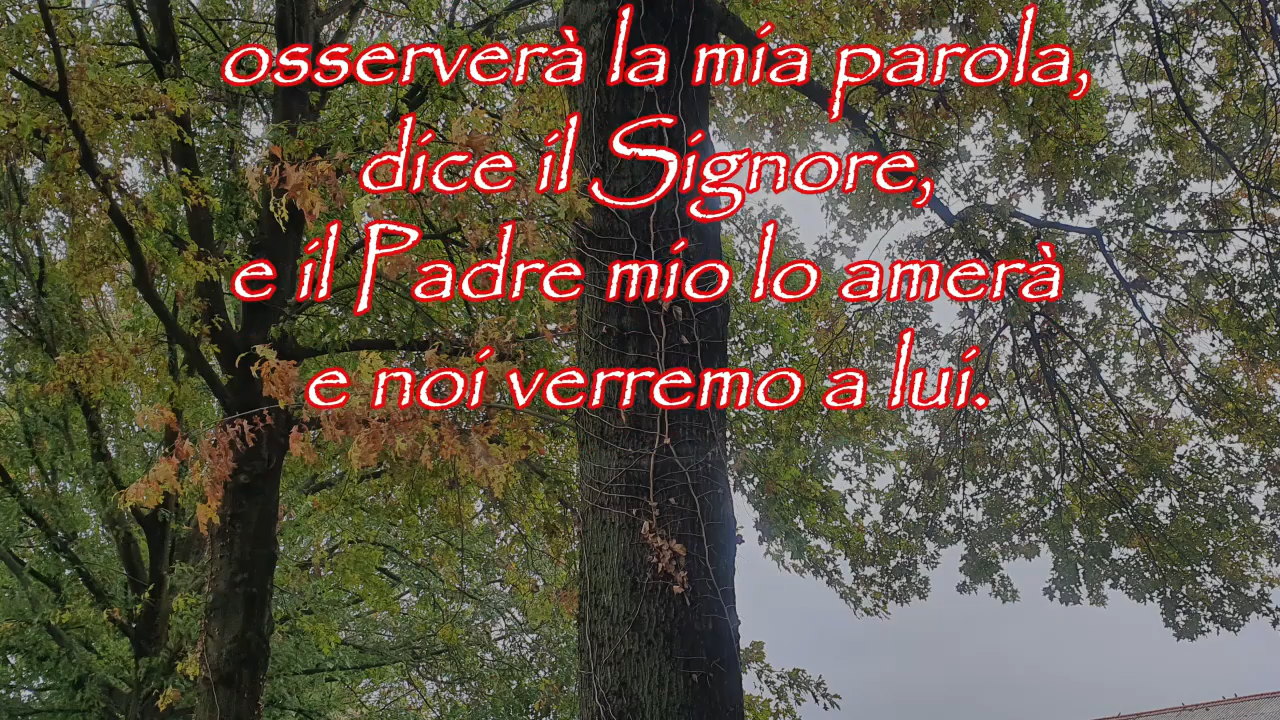 osserverà la mia parola,
dice il Signore,
e il Padre mio lo amerà
e noi verremo a lui.